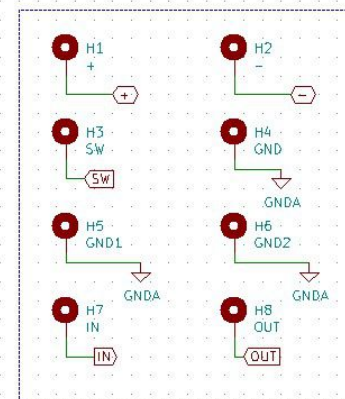 H1
+
+
H2
-
-
H3
SW
SW
H4
GND
GNDA
H5
GND1
GNDA
H6
GND2
GNDA
H7
IN
IN
H8
OUT
OUT